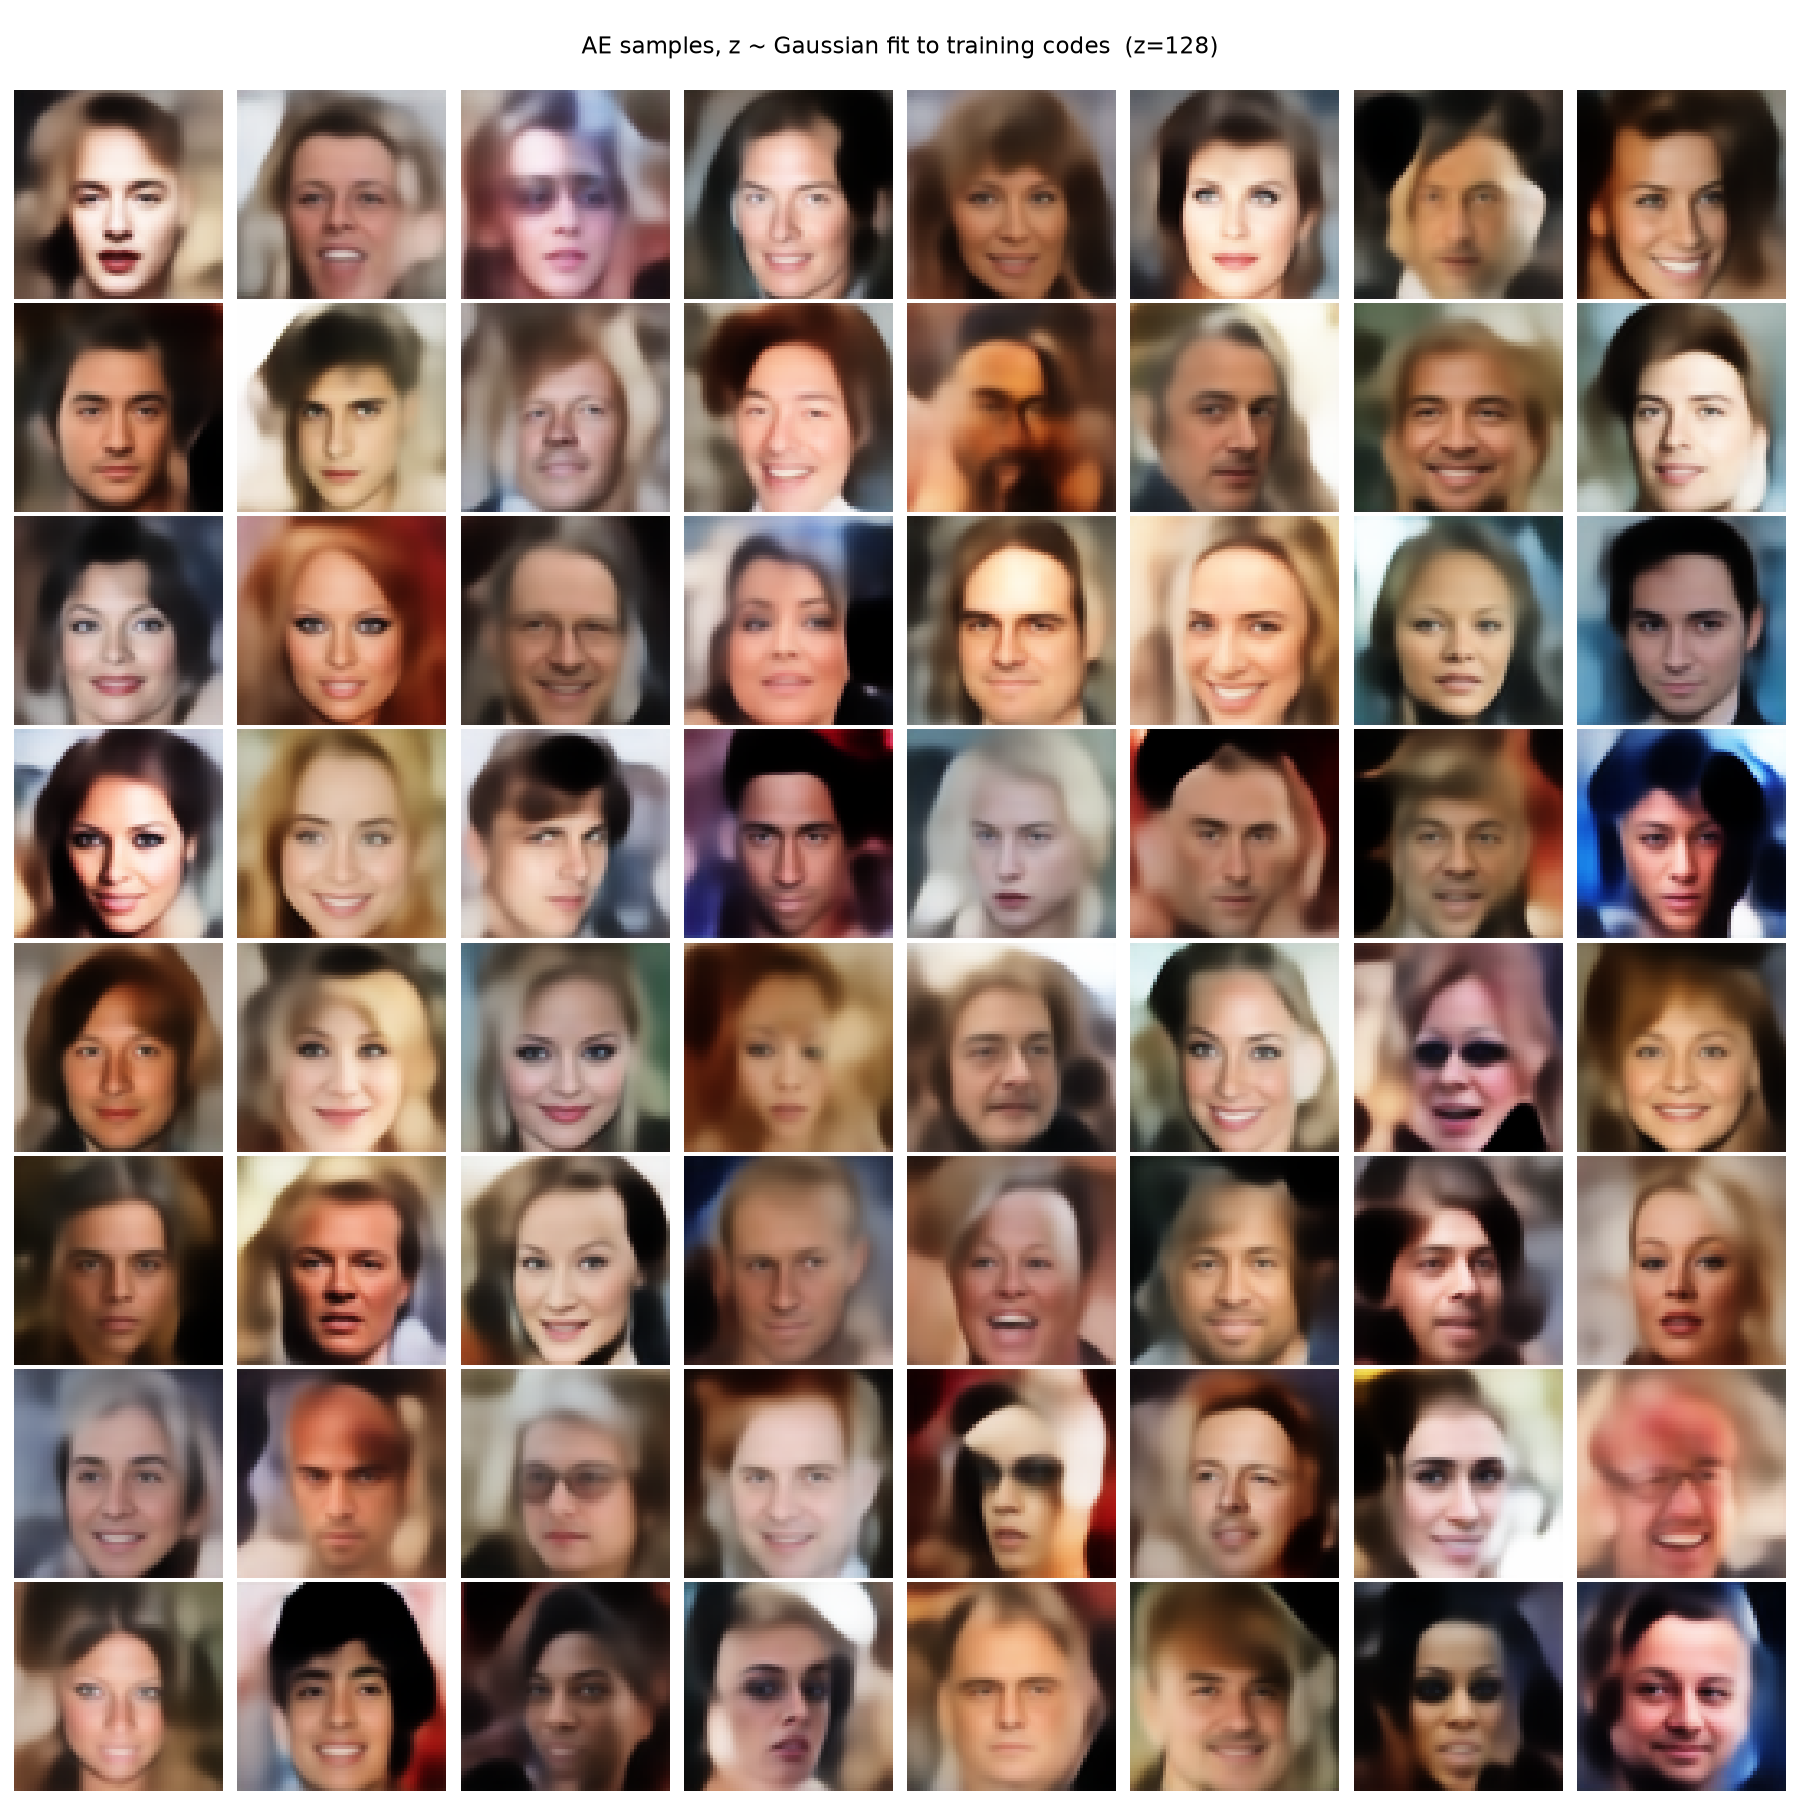 AE samples, z ~ Gaussian fit to training codes  (z=128)